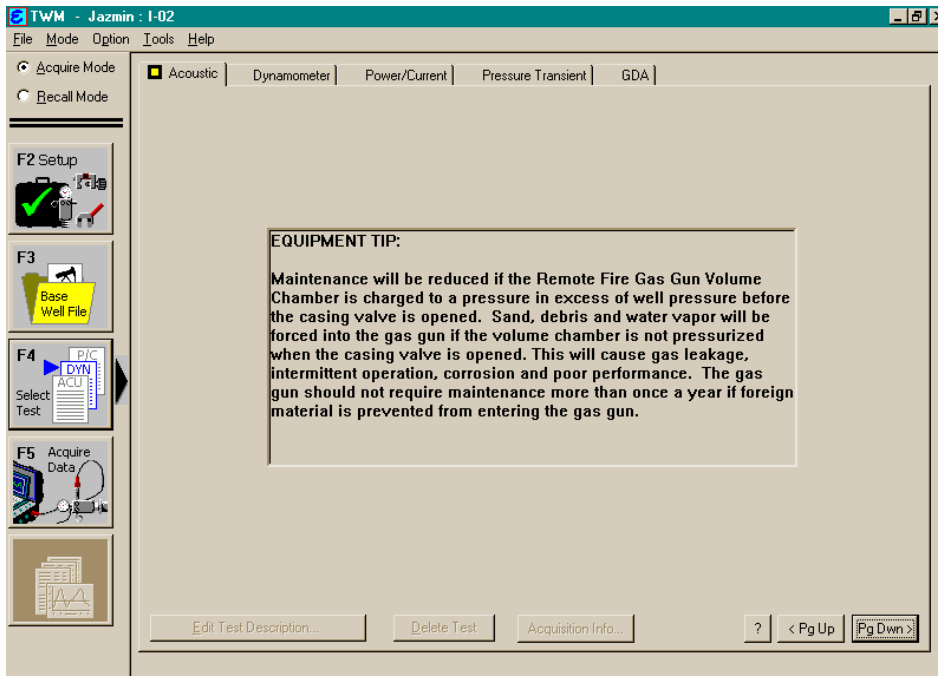 TWM - Jazmin : I-02
File Mode Option Tools Help
Acquire Mode
Recall Mode
Acoustic Dynamometer Power/Current Pressure Transient GDA
F2 Setup
F3
Base
Well File
F4
P/C
DYN
ACU
Select
Test
F5 Acquire
Data
EQUIPMENT TIP:
Maintenance will be reduced if the Remote Fire Gas Gun Volume
Chamber is charged to a pressure in excess of well pressure before
the casing valve is opened. Sand, debris and water vapor will be
forced into the gas gun if the volume chamber is not pressurized
when the casing valve is opened. This will cause gas leakage,
intermittent operation, corrosion and poor performance. The gas
gun should not require maintenance more than once a year if foreign
material is prevented from entering the gas gun.
Edit Test Description... Delete Test Acquisition Info... ? < Pg Up Pg Dwn >